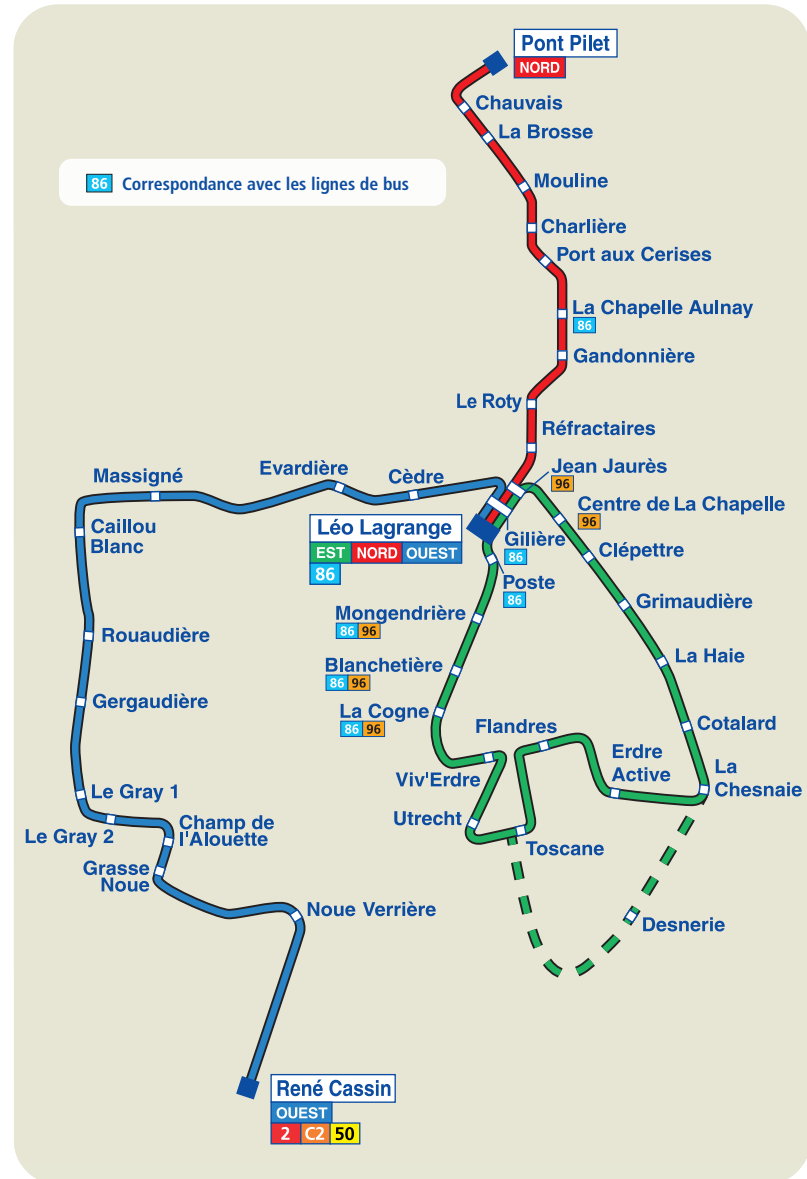 Pont Pilet
NORD
Chauvais
La Brosse
Mouline
86 Correspondance avec les lignes de bus
Charlière
Port aux Cerises
La Chapelle Aulnay
86
Gandonnière
Le Roty
Réfractaires
Jean Jaurès
96
Centre de La Chapelle
96
Evardière
Cèdre
Massigné
Caillou
Blanc
Léo Lagrange
EST NORD OUEST
86
Gilière
86
Clépettre
Poste
86
Grimaudière
Mongendrière
86 96
Rouaudière
La Haie
Blanchetière
86 96
Gergaudière
La Cogne
86 96
Flandres
Cotalard
Erdre
Active
La
Chesnaie
Viv'Erdre
Le Gray 1
Utrecht
Le Gray 2
Champ de
l'Alouette
Toscane
Grasse
Noue
Noue Verrière
Desnerie
René Cassin
OUEST
2 C2 50